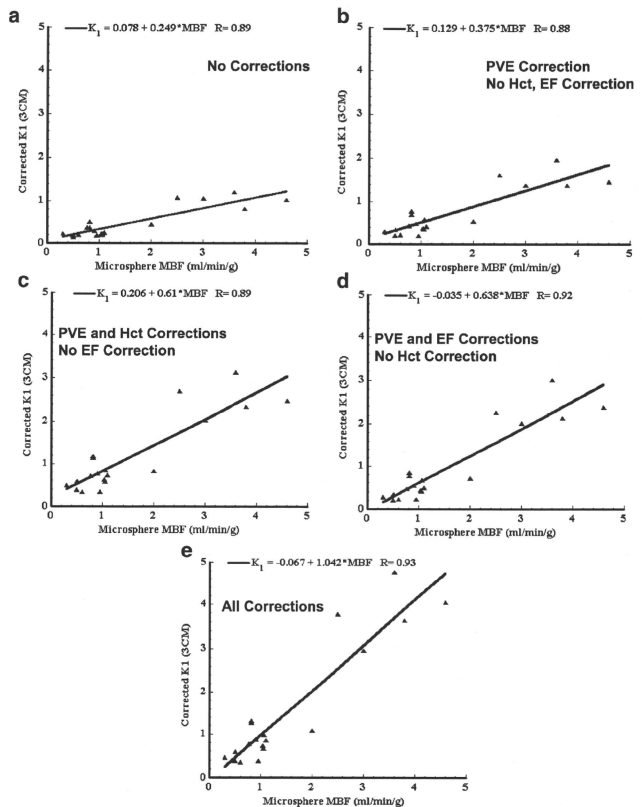 a
K1 = 0.078 + 0.249*MBF R= 0.89
No Corrections
Corrected K1 (3CM)
5
4
3
2
1
0
0 1 2 3 4 5
Microsphere MBF (ml/min/g)
b
K1 = 0.129 + 0.375*MBF R= 0.88
PVE Correction
No Hct, EF Correction
Corrected K1 (3CM)
5
4
3
2
1
0
0 1 2 3 4 5
Microsphere MBF (ml/min/g)
c
K1 = 0.206 + 0.61*MBF R= 0.89
PVE and Hct Corrections
No EF Correction
Corrected K1 (3CM)
5
4
3
2
1
0
0 1 2 3 4 5
Microsphere MBF (ml/min/g)
d
K1 = -0.035 + 0.638*MBF R= 0.92
PVE and EF Corrections
No Hct Correction
Corrected K1 (3CM)
5
4
3
2
1
0
0 1 2 3 4 5
Microsphere MBF (ml/min/g)
e
K1 = -0.067 + 1.042*MBF R= 0.93
All Corrections
Corrected K1 (3CM)
5
4
3
2
1
0
0 1 2 3 4 5
Microsphere MBF (ml/min/g)